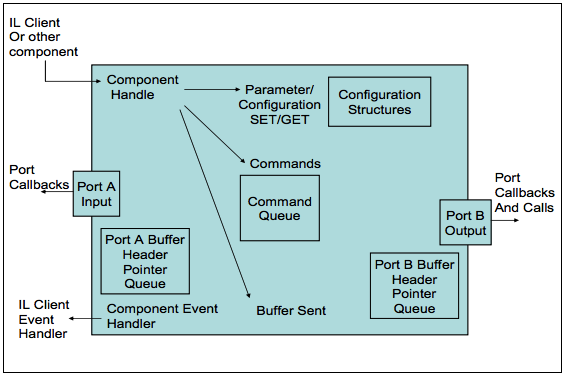 IL Client
Or other
component
Component
Handle
Parameter/
Configuration
SET/GET
Configuration
Structures
Commands
Command
Queue
Port
Callbacks
Port A
Input
Port
Callbacks
And Calls
Port B
Output
Port A Buffer
Header
Pointer
Queue
Port B Buffer
Header
Pointer
Queue
IL Client
Event
Handler
Component Event
Handler
Buffer Sent